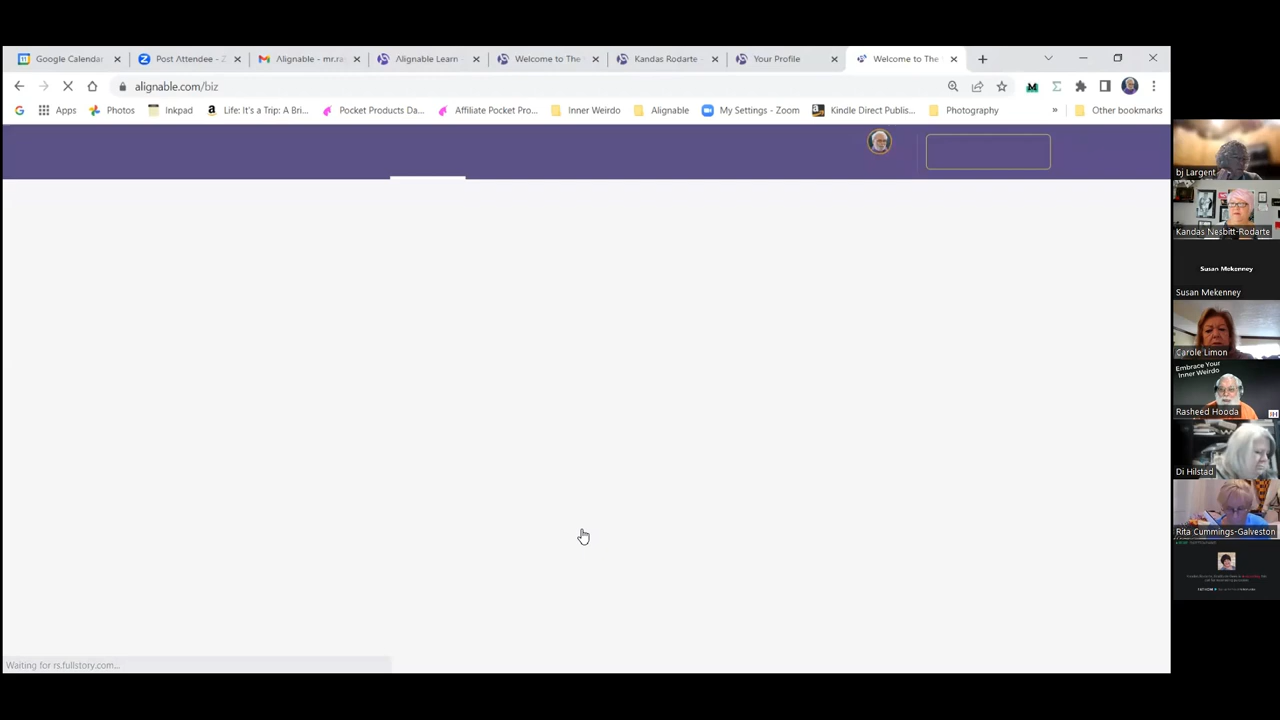 Google Calenda
Post Attendee - Z
Alignable - mr.ra
Alignable Learn
Welcome to The
Kandas Rodarte -
Your Profile
Welcome to The
alignable.com/biz
Apps
Photos
Inkpad
Life: It's a Trip: A Bri...
Pocket Products Da...
Affiliate Pocket Pro...
Inner Weirdo
Alignable
My Settings - Zoom
Kindle Direct Publis...
Photography
»
Other bookmarks
bj Largent
Kandas Nesbitt-Rodarte
Susan Mekenney
Susan Mekenney
Carole Limon
Embrace Your
Inner Weirdo
Rasheed Hooda
Di Hilstad
Rita Cummings-Galveston
Waiting for rs.fullstory.com...